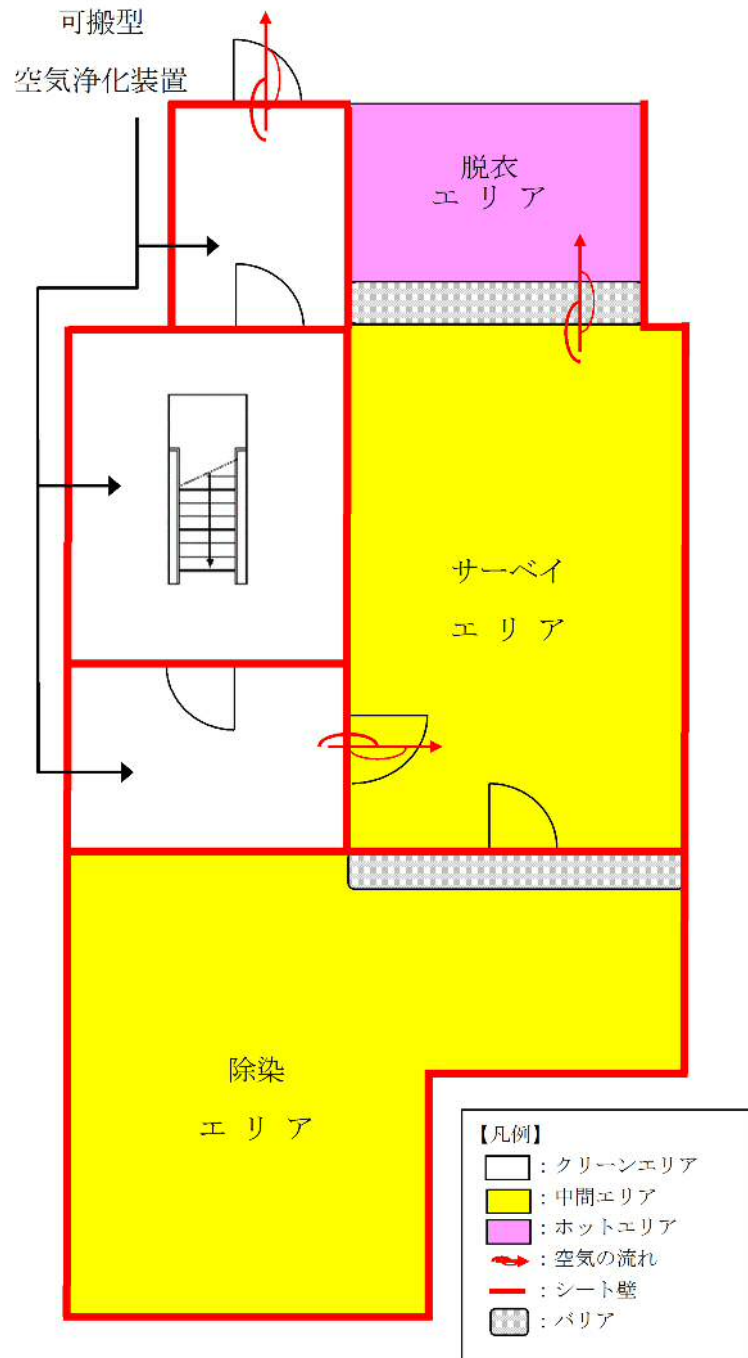 可搬型
空気浄化装置
脱衣
エリア
サーベイ
エリア
除染
エリア
【凡例】
：クリーンエリア
：中間エリア
：ホットエリア
：空気の流れ
：シート壁
：バリア